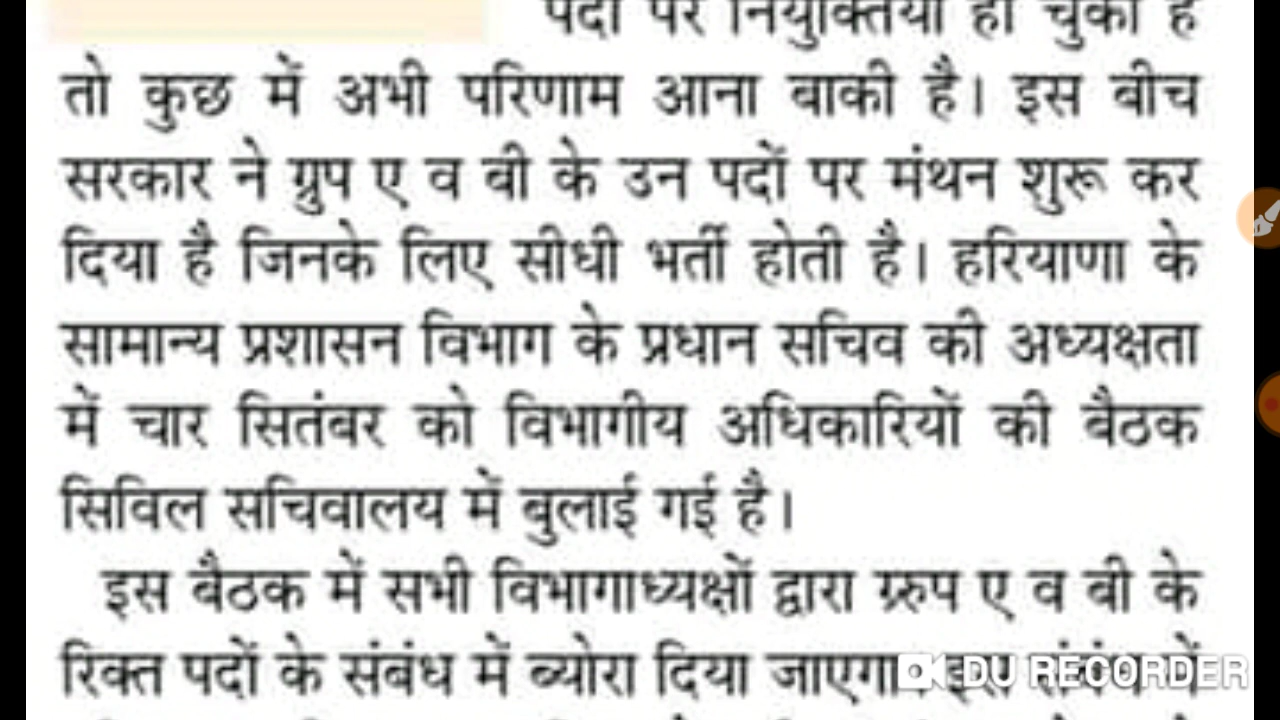 पदों पर नियुक्तियां हो चुकी हैं
तो कुछ में अभी परिणाम आना बाकी है। इस बीच
सरकार ने ग्रुप ए व बी के उन पदों पर मंथन शुरू कर
दिया है जिनके लिए सीधी भर्ती होती है। हरियाणा के
सामान्य प्रशासन विभाग के प्रधान सचिव की अध्यक्षता
में चार सितंबर को विभागीय अधिकारियों की बैठक
सिविल सचिवालय में बुलाई गई है।
इस बैठक में सभी विभागाध्यक्षों द्वारा ग्रुप ए व बी के
रिक्त पदों के संबंध में ब्योरा दिया जाएगा। इस संबंध में
DU RECORDER